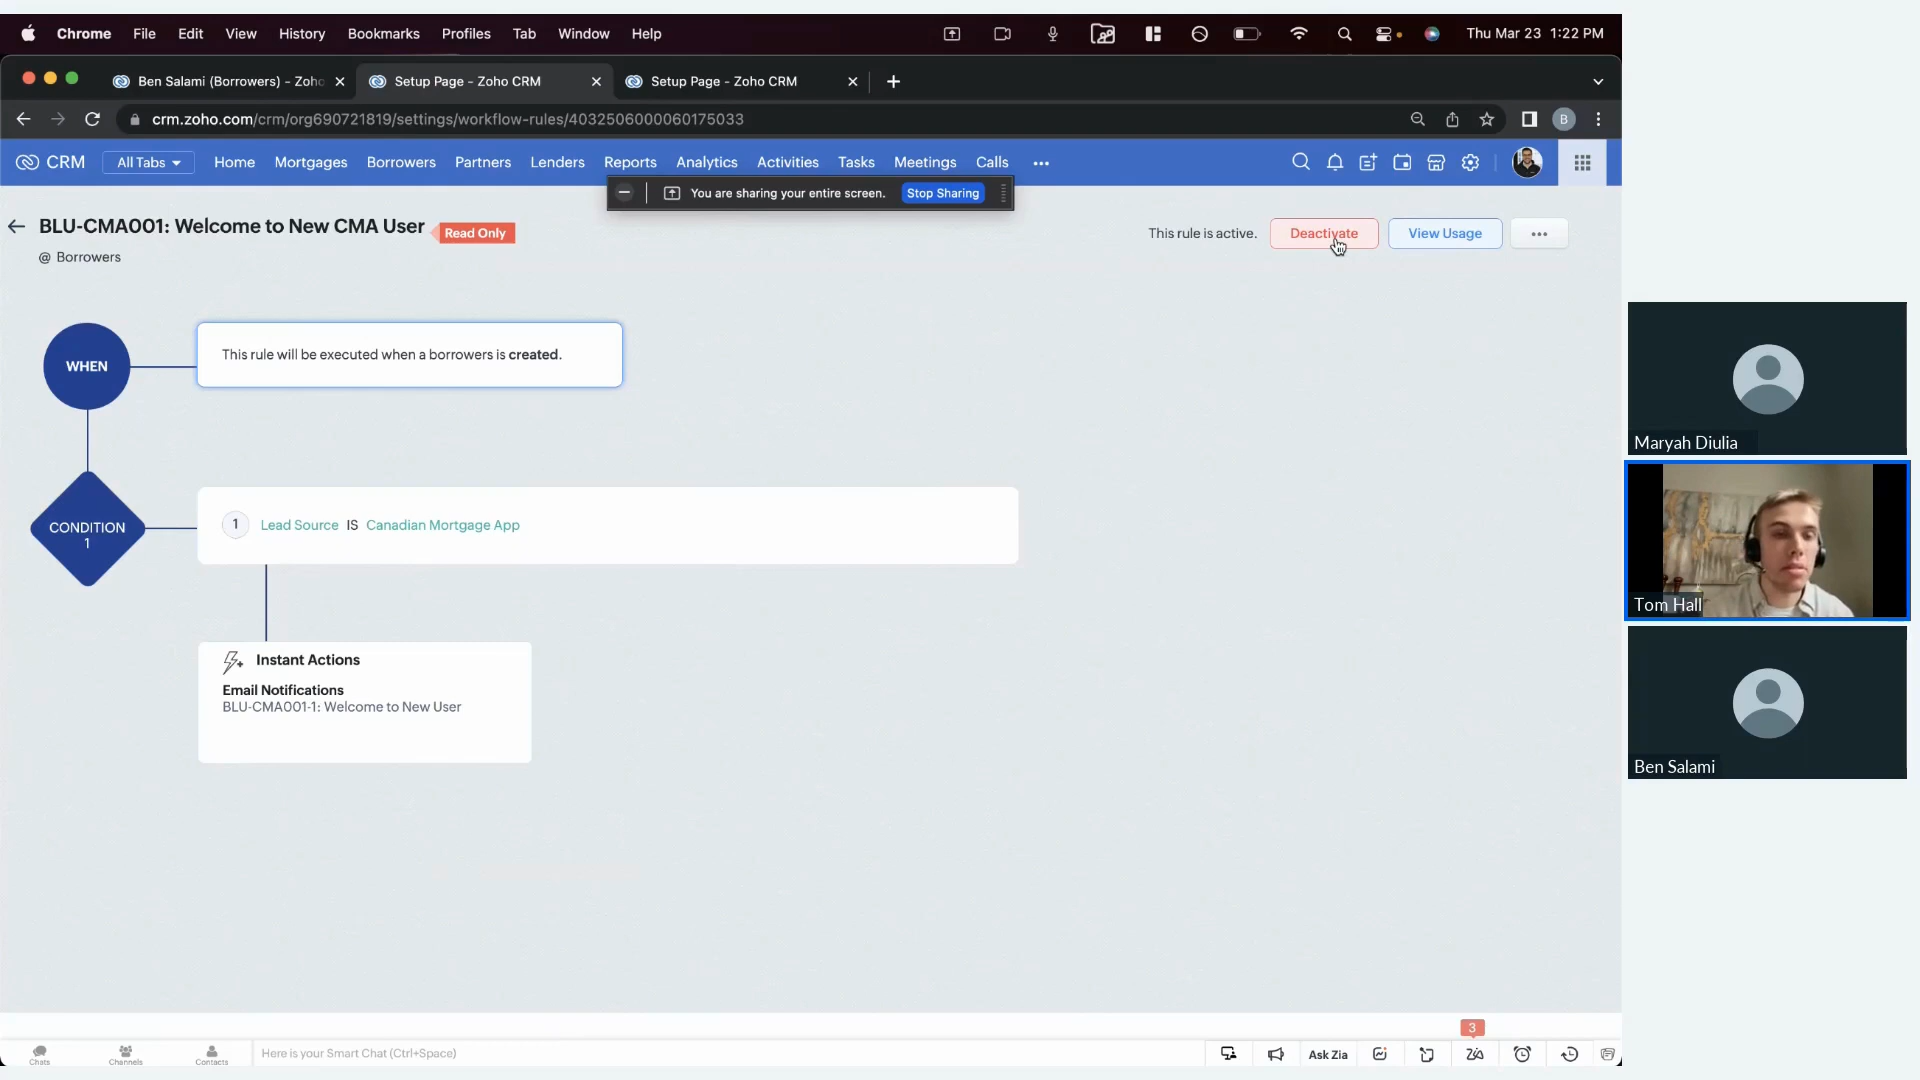 Chrome File Edit View History Bookmarks Profiles Tab Window Help Thu Mar 23 1:22 PM
Ben Salami (Borrowers) - Zoho Setup Page - Zoho CRM Setup Page - Zoho CRM
crm.zoho.com/crm/org690721819/settings/workflow-rules/4032506000060175033 B
CRM All Tabs Home Mortgages Borrowers Partners Lenders Reports Analytics Activities Tasks Meetings Calls
You are sharing your entire screen. Stop Sharing
BLU-CMA001: Welcome to New CMA User Read Only This rule is active. Deactivate View Usage
@ Borrowers
WHEN
This rule will be executed when a borrowers is created.
CONDITION
1
1 Lead Source IS Canadian Mortgage App
Instant Actions
Email Notifications
BLU-CMA001-1: Welcome to New User
Maryah Diulia
Tom Hall
Ben Salami
3
Chats Channels Contacts Here is your Smart Chat (Ctrl+Space) Ask Zia